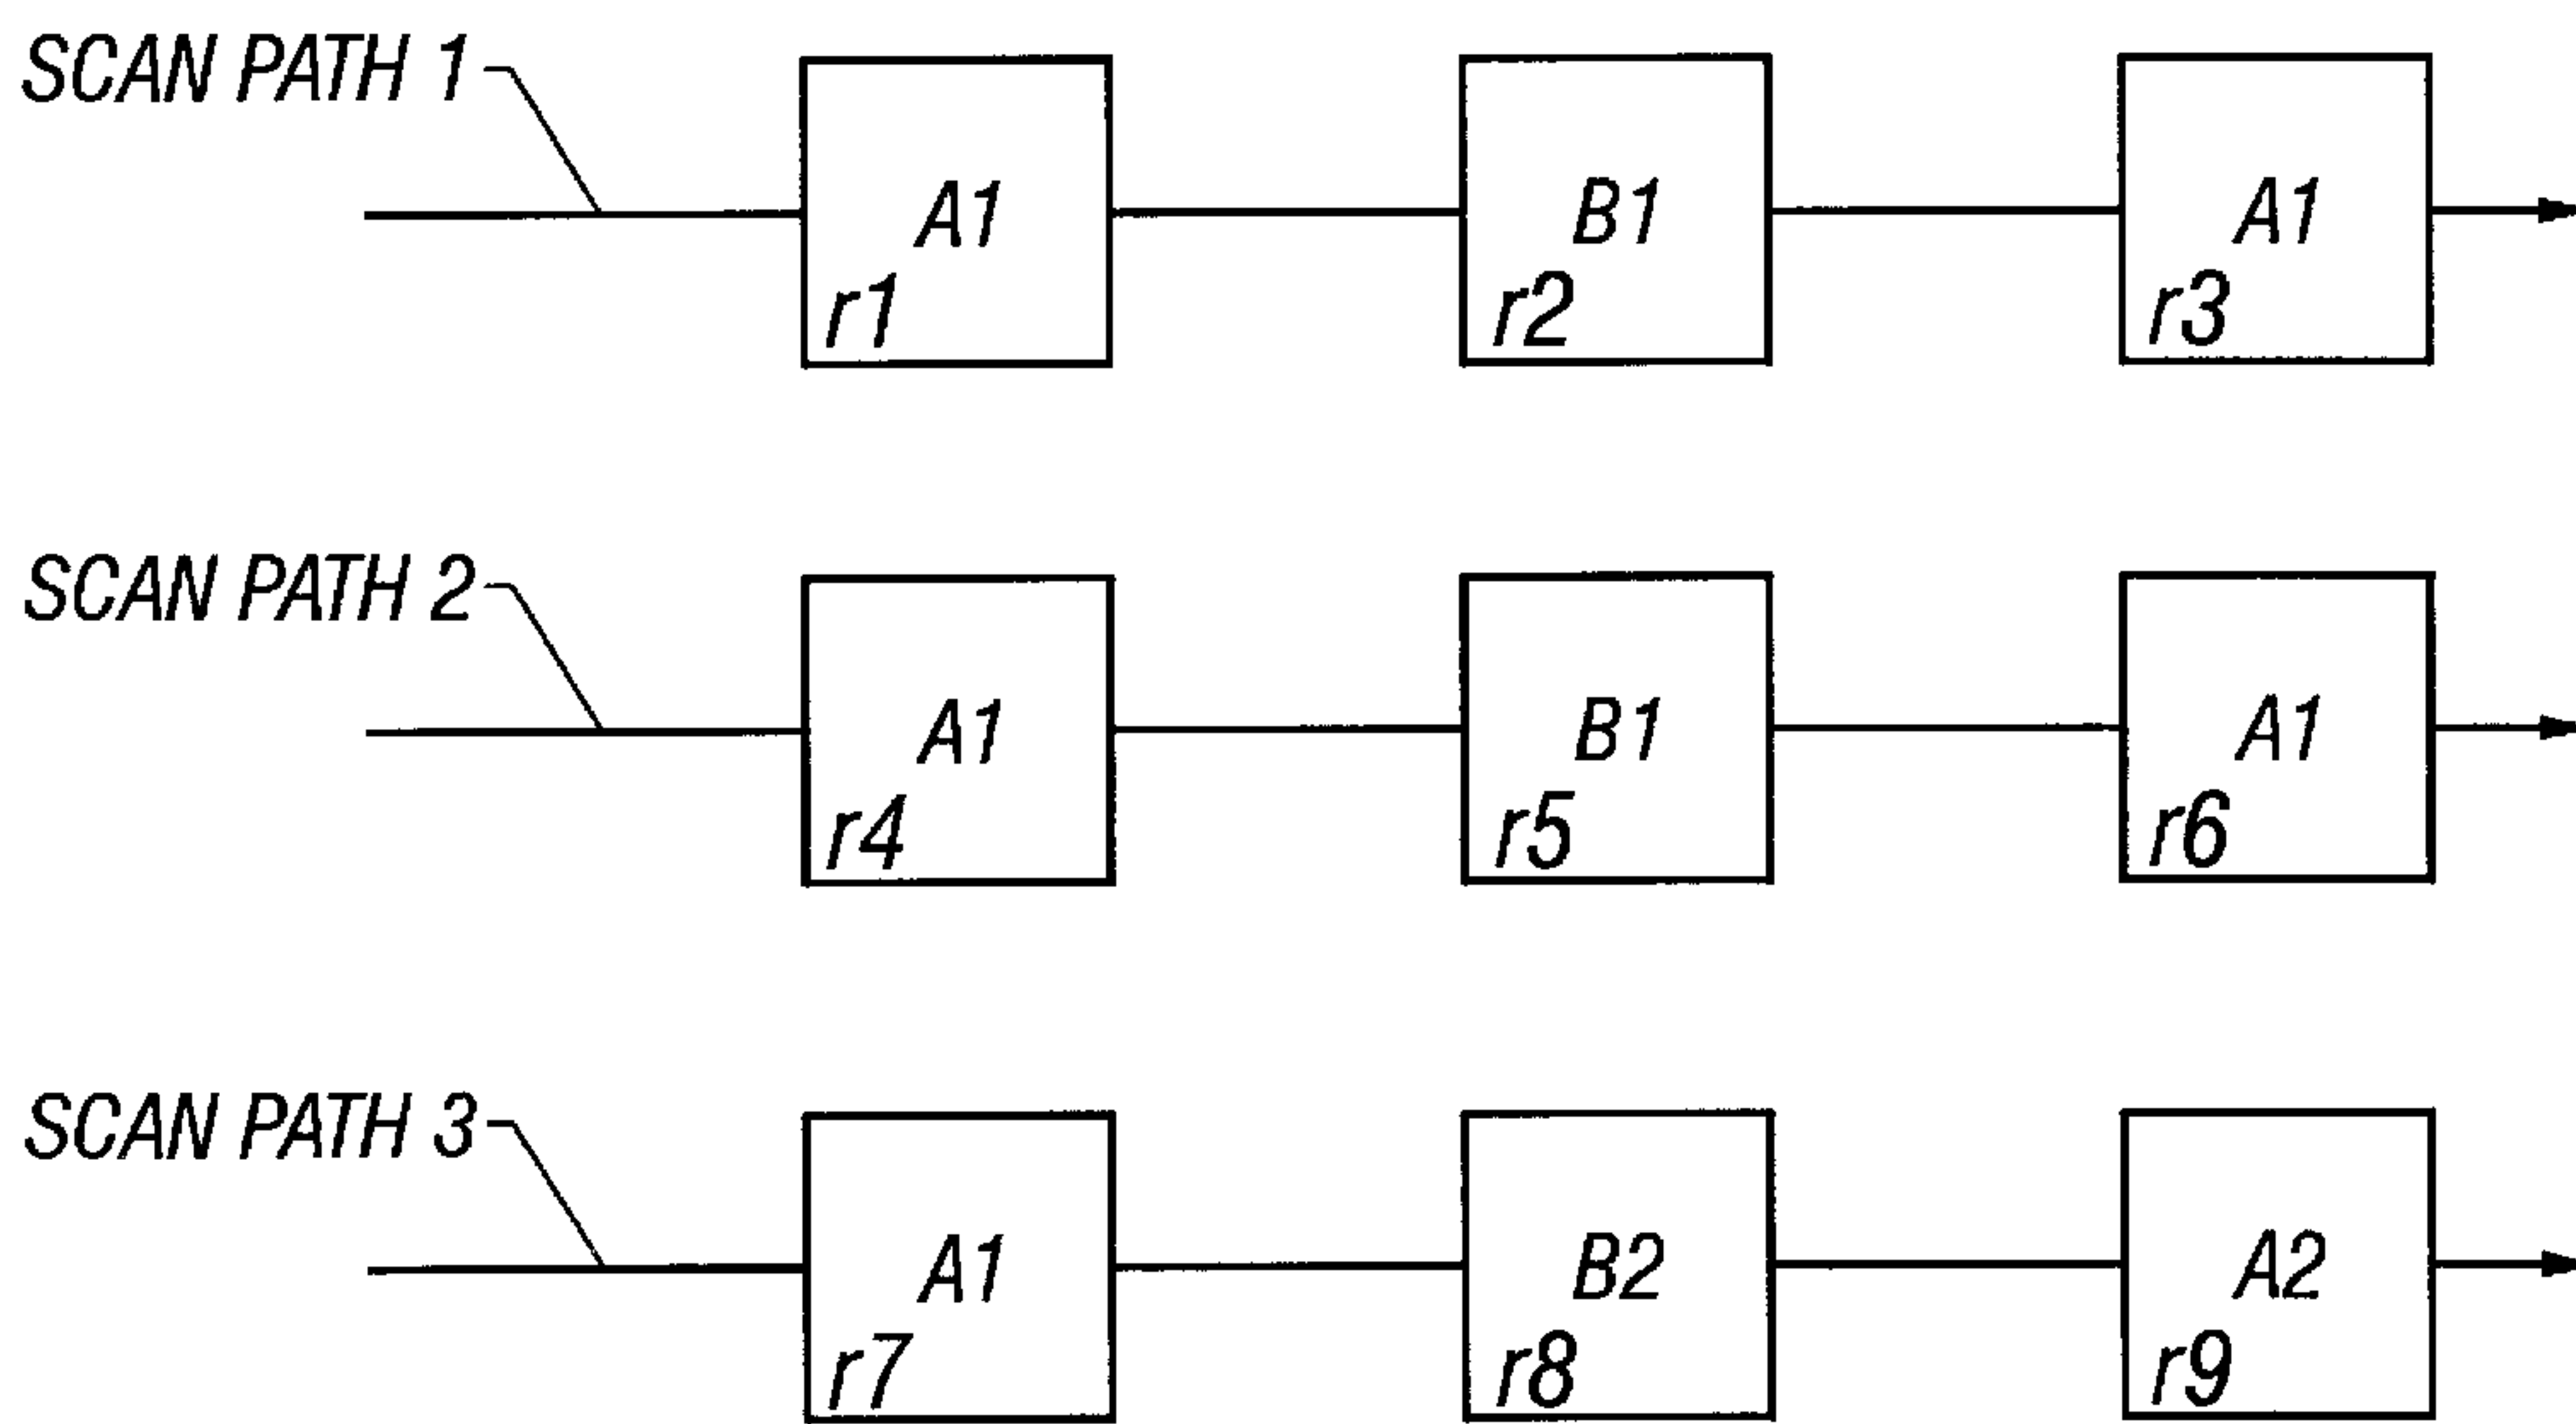 SCAN PATH 1
A1
r1
B1
r2
A1
r3
SCAN PATH 2
A1
r4
B1
r5
A1
r6
SCAN PATH 3
A1
r7
B2
r8
A2
r9